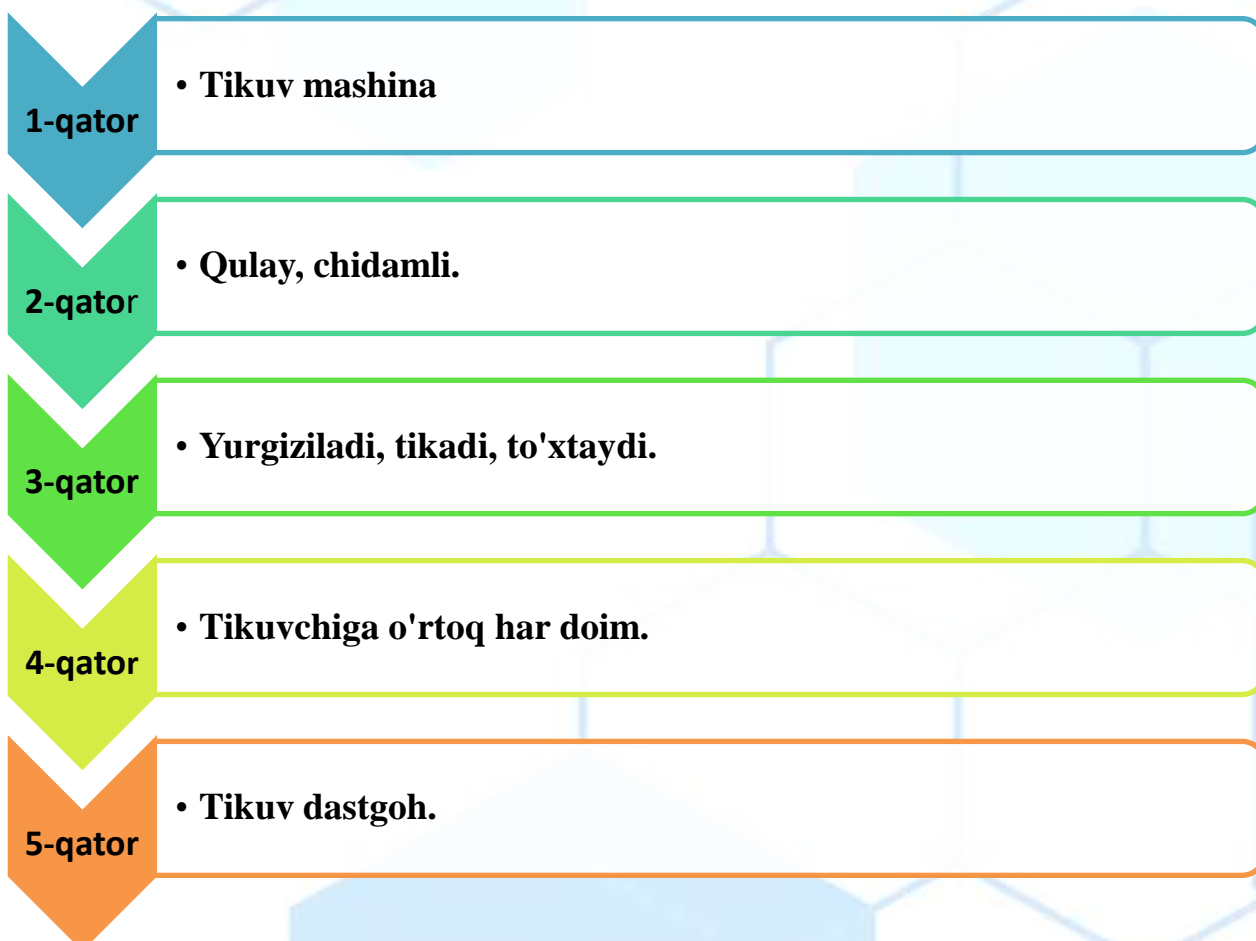 1-qator
• Tikuv mashina
2-qator
• Qulay, chidamli.
3-qator
• Yurgiziladi, tikadi, to'xtaydi.
4-qator
• Tikuvchiga o'rtoq har doim.
5-qator
• Tikuv dastgoh.